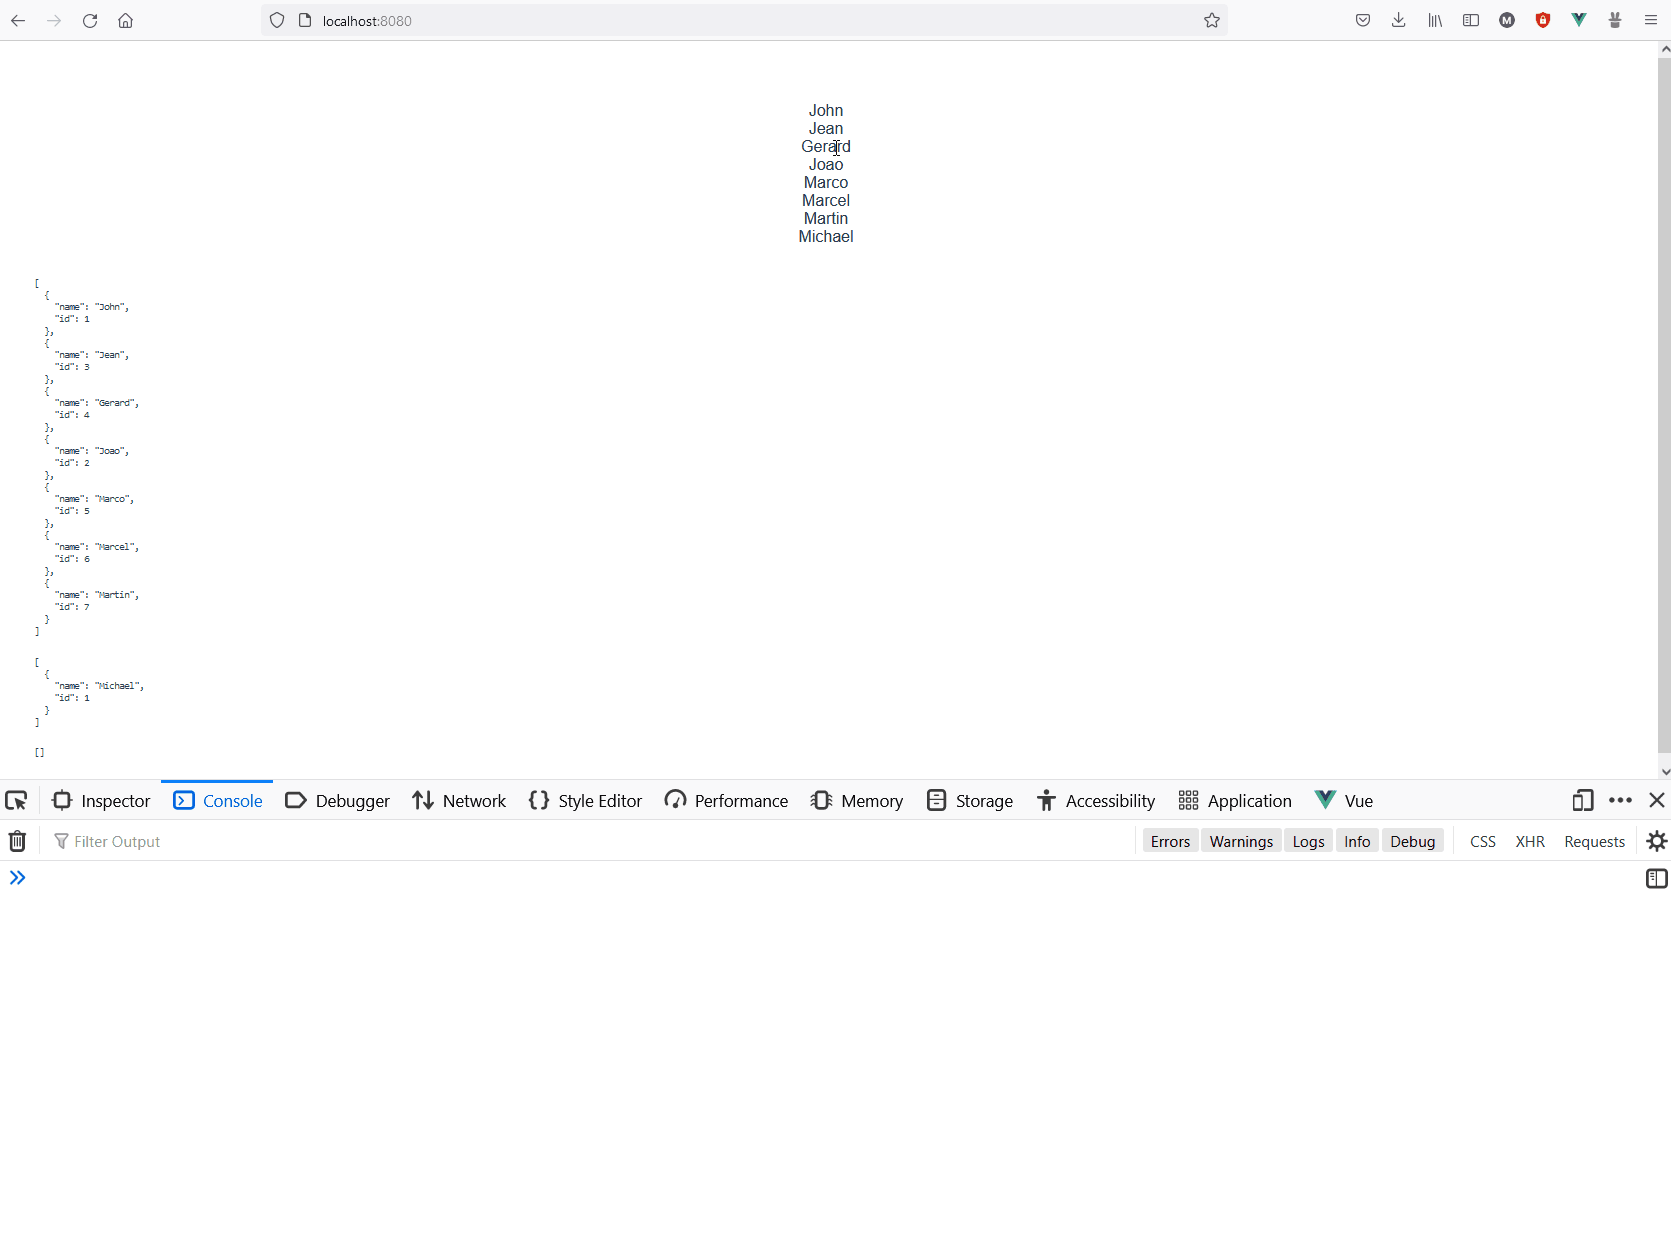 localhost:8080
M
John
Jean
Gerard
Joao
Marco
Marcel
Martin
Michael
[
  {
    "name": "John",
    "id": 1
  },
  {
    "name": "Jean",
    "id": 3
  },
  {
    "name": "Gerard",
    "id": 4
  },
  {
    "name": "Joao",
    "id": 2
  },
  {
    "name": "Marco",
    "id": 5
  },
  {
    "name": "Marcel",
    "id": 6
  },
  {
    "name": "Martin",
    "id": 7
  }
]
[
  {
    "name": "Michael",
    "id": 1
  }
]
[]
Inspector Console Debugger Network Style Editor Performance Memory Storage Accessibility Application Vue
Filter Output Errors Warnings Logs Info Debug CSS XHR Requests